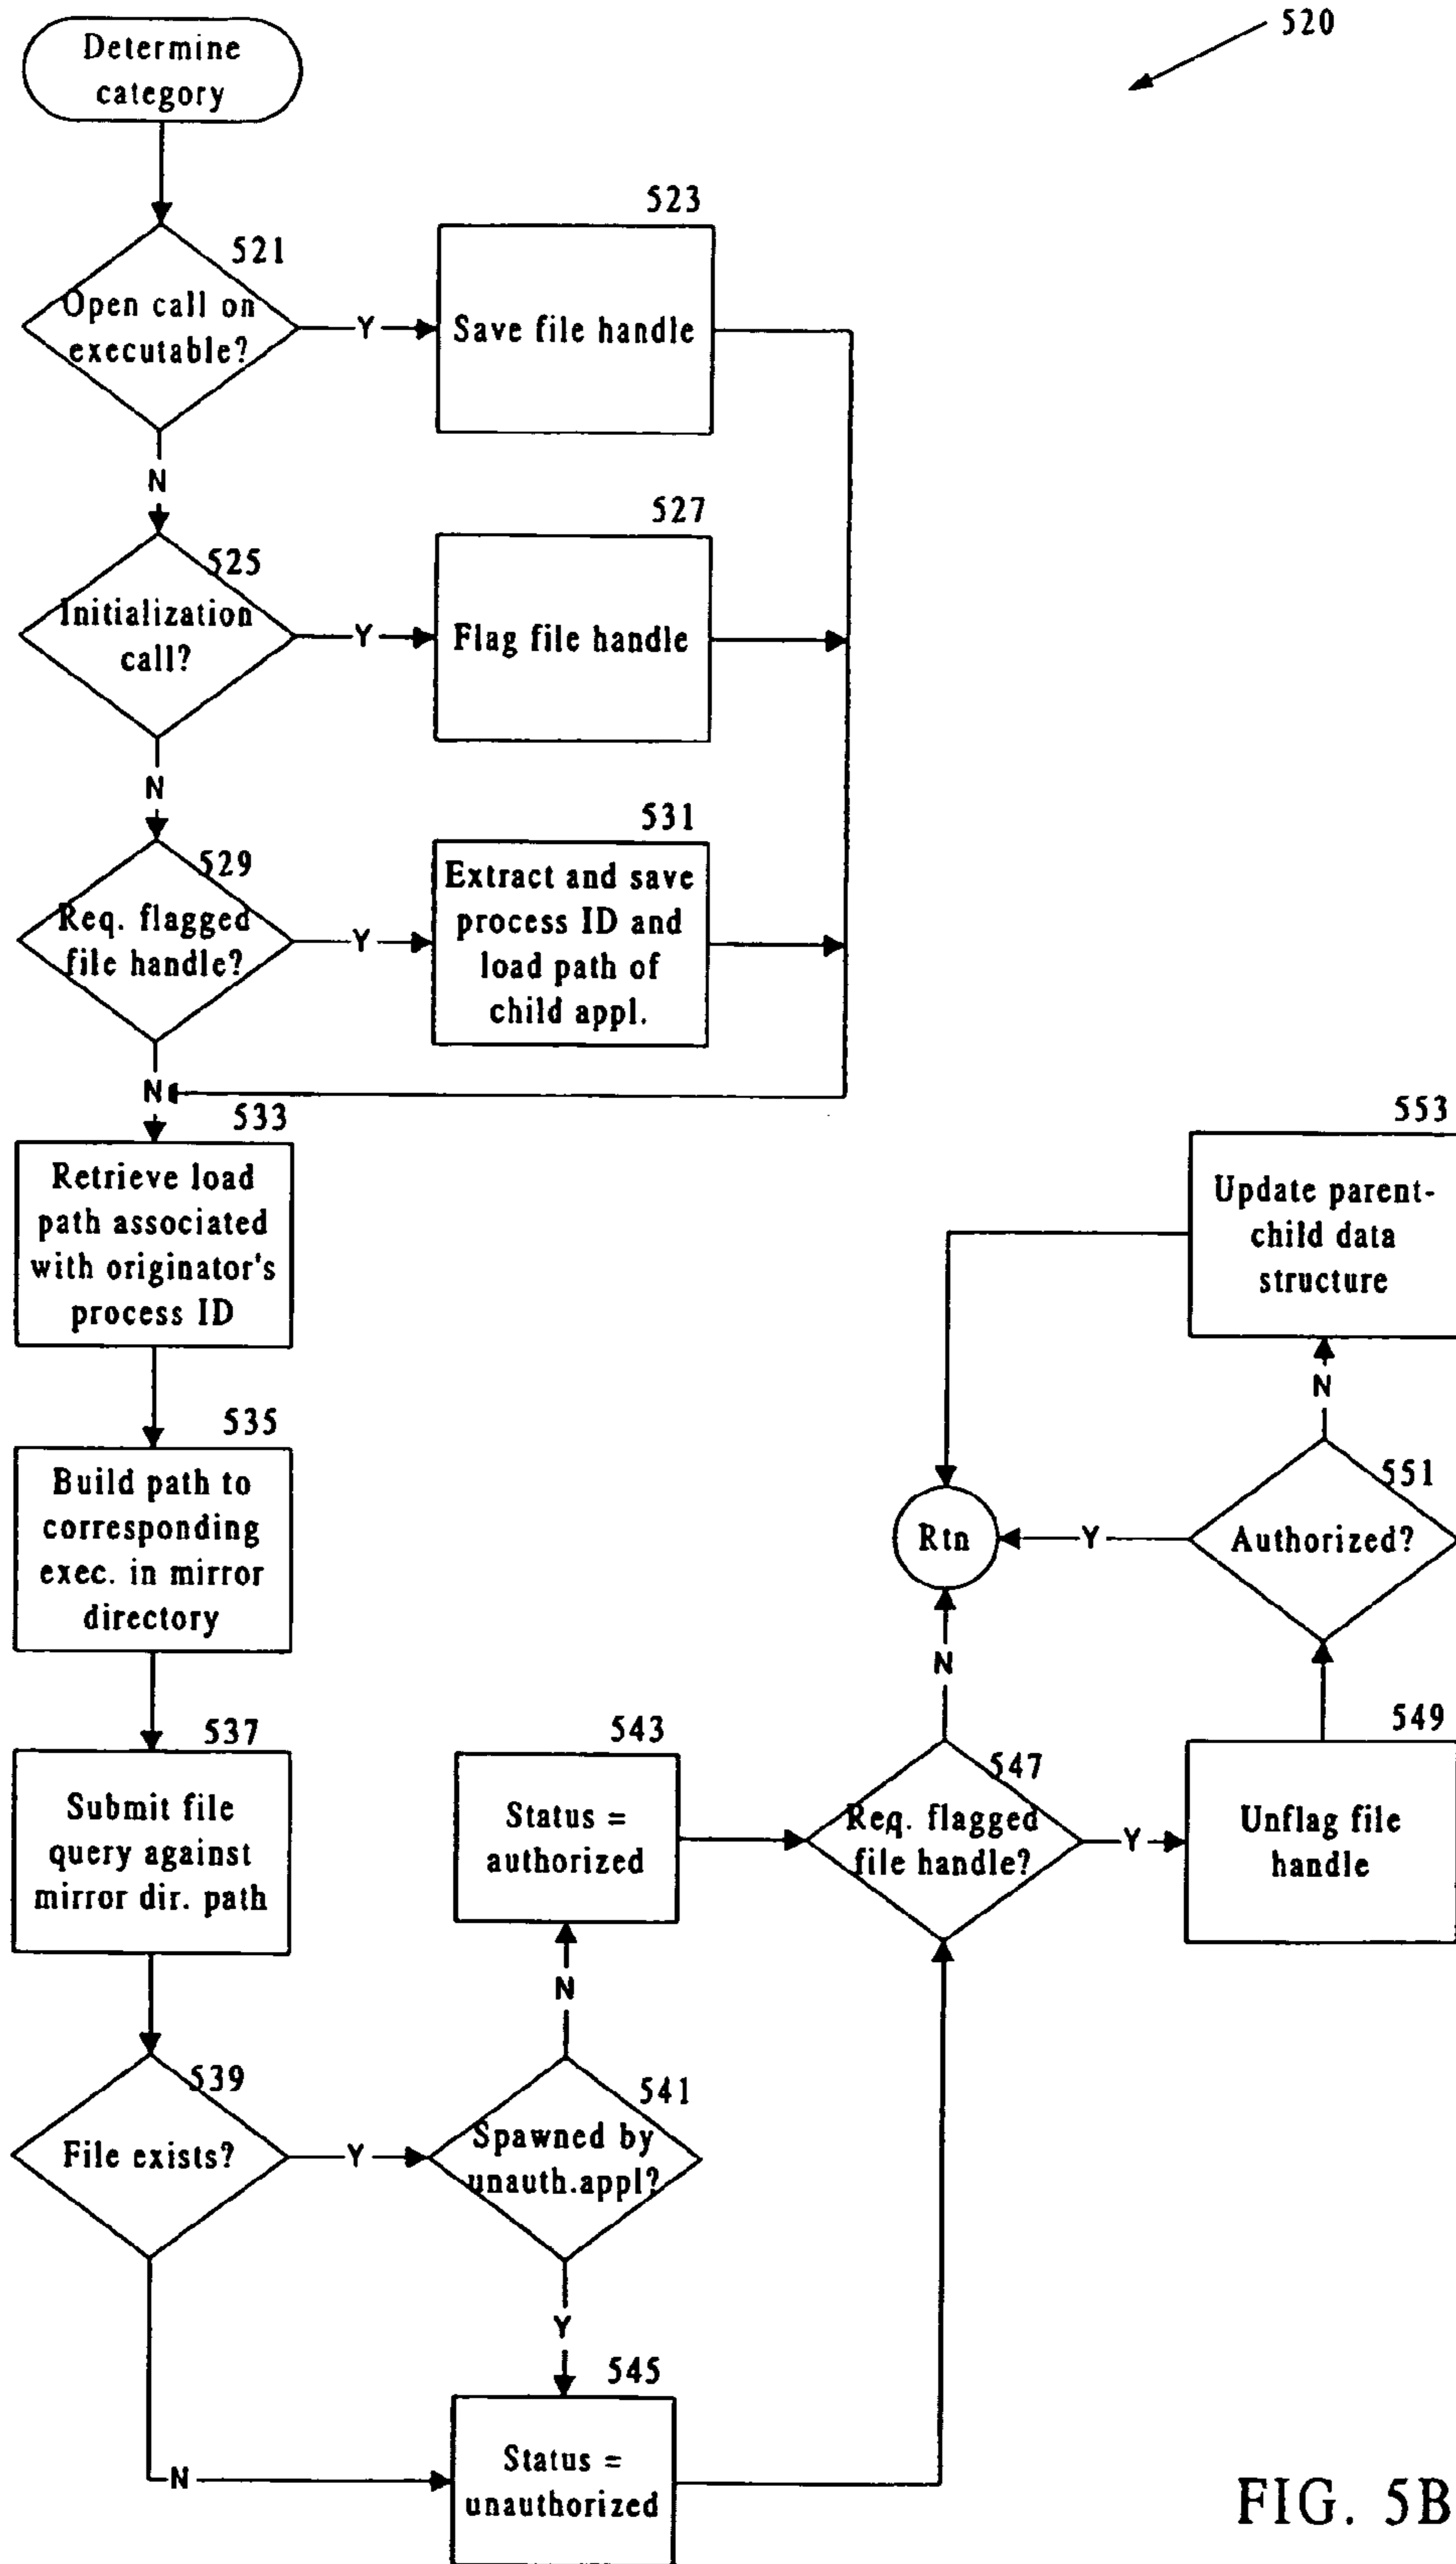 520
Determine
category
521
Open call on
executable?
Y
523
Save file handle
N
525
Initialization
call?
Y
527
Flag file handle
N
529
Req. flagged
file handle?
Y
531
Extract and save
process ID and
load path of
child appl.
N
533
Retrieve load
path associated
with originator's
process ID
535
Build path to
corresponding
exec. in mirror
directory
537
Submit file
query against
mirror dir. path
539
File exists?
Y
N
541
Spawned by
unauth.appl?
N
Y
543
Status =
authorized
545
Status =
unauthorized
547
Req. flagged
file handle?
N
Y
549
Unflag file
handle
551
Authorized?
Y
N
553
Update parent-
child data
structure
Rtn
FIG. 5B